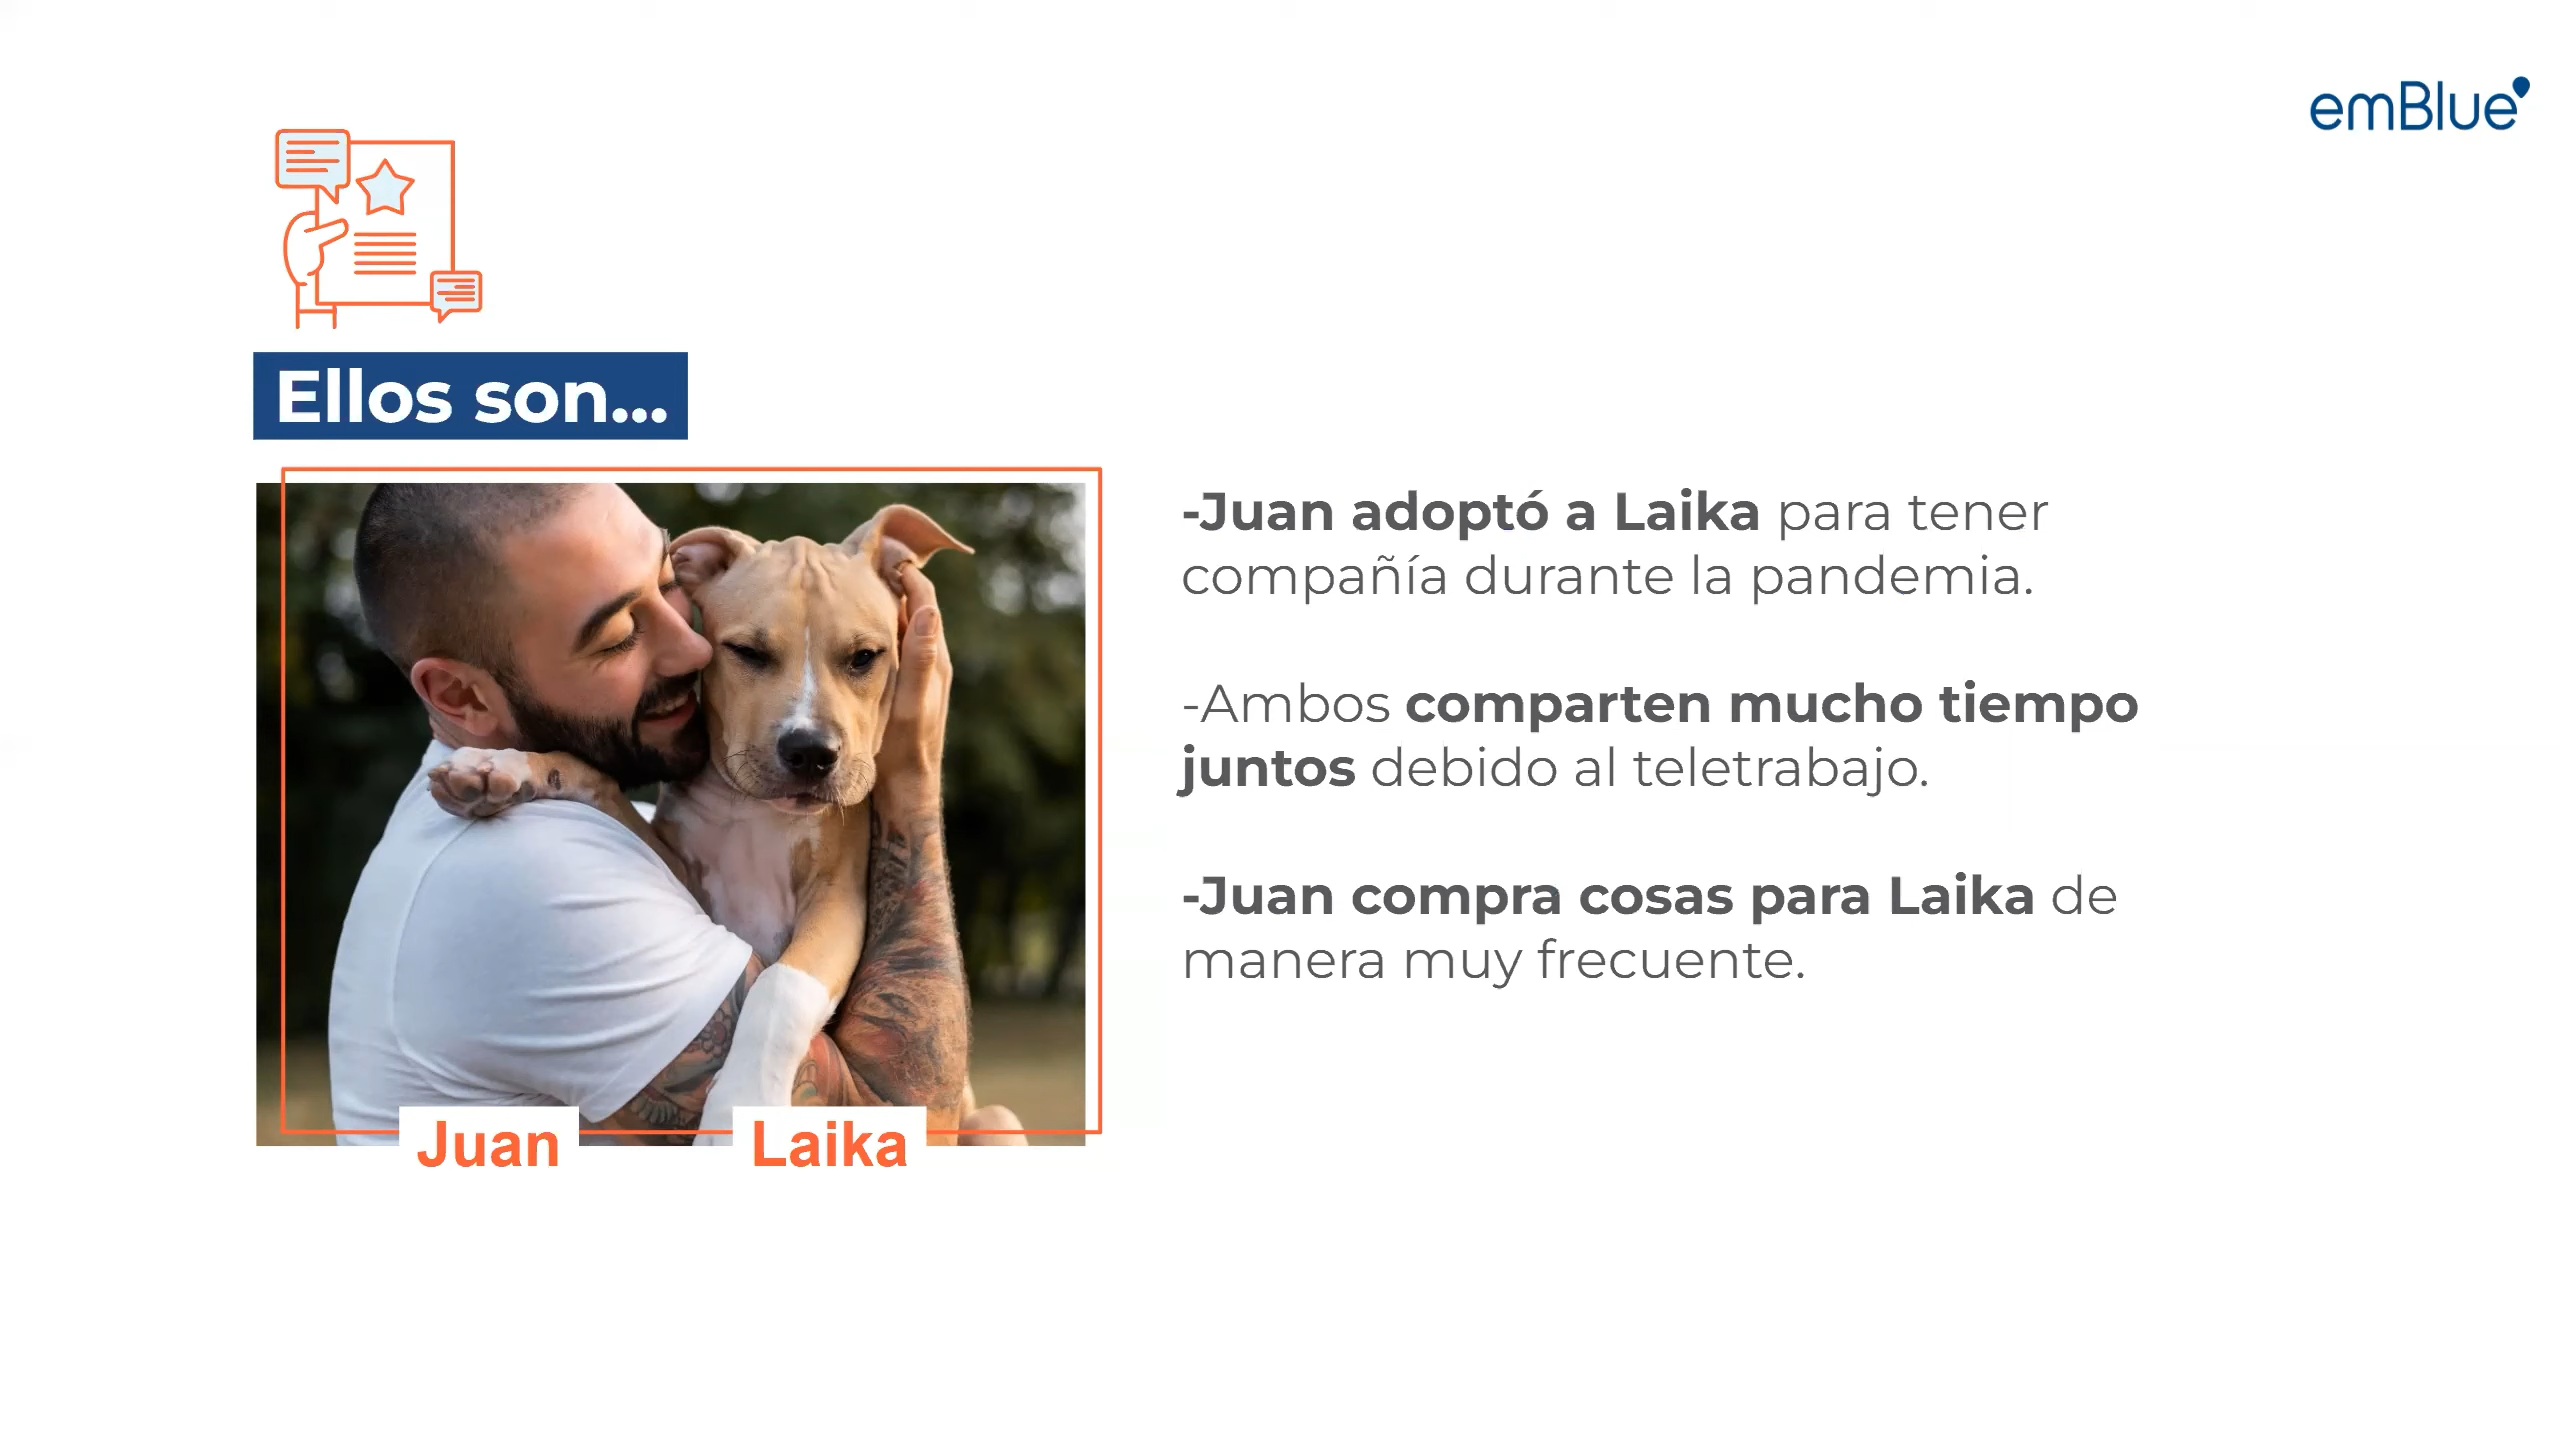 emBlue
Ellos son...
-Juan adoptó a Laika para tener
compañía durante la pandemia.
-Ambos comparten mucho tiempo
juntos debido al teletrabajo.
-Juan compra cosas para Laika de
manera muy frecuente.
Juan
Laika